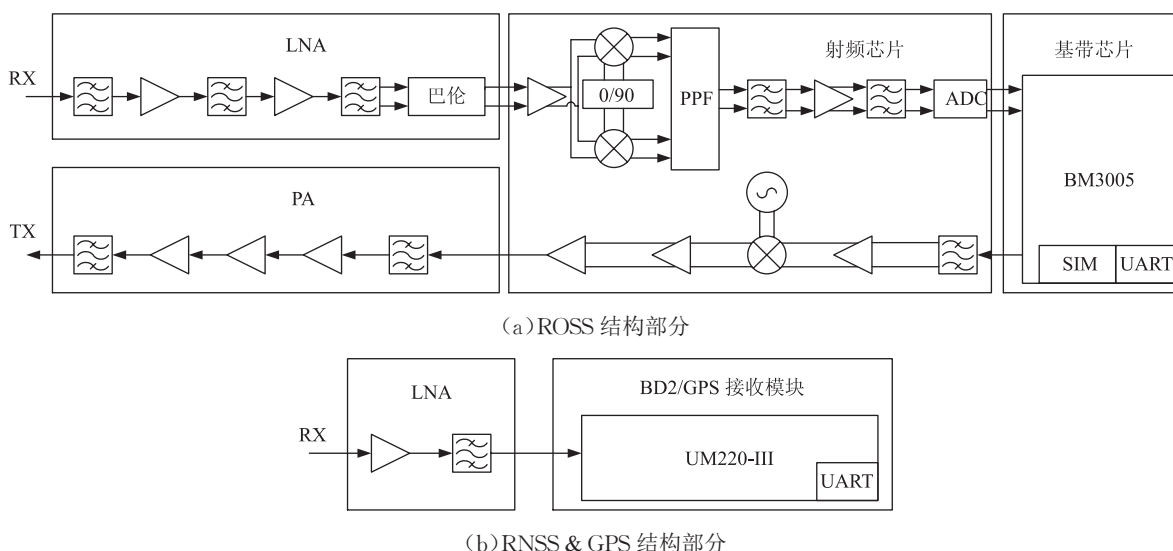 LNA
RX
巴伦
射频芯片
0/90
PPF
ADC
基带芯片
BM3005
SIM
UART
PA
TX
(a)ROSS 结构部分
LNA
RX
BD2/GPS 接收模块
UM220-III
UART
(b)RNSS & GPS 结构部分